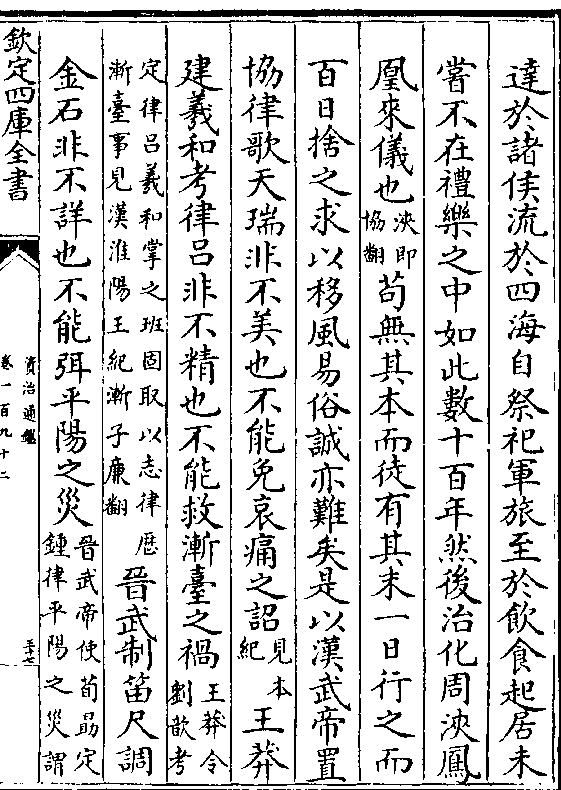 達於諸侯流於四海自祭祀軍旅至於飲食起居未
嘗不在禮樂之中如此數十百年然後治化周浹鳳
凰來儀也浹即協翻苟無其本而徒有其末一日行之而
百日捨之求以移風易俗誠亦難矣是以漢武帝置
協律歌天瑞非不美也不能免哀痛之詔見本紀王莽
建羲和考律呂非不精也不能救漸臺之禍王莽令劉歆考
定律呂羲和掌之班固取以志律厯漸臺事見漢淮陽王紀漸子廉翻晉武制笛尺調
金石非不詳也不能弭平陽之災晉武帝使荀勗定鍾律平陽之災謂
欽定四庫全書
資治通鑑
卷一百九十二
三十七